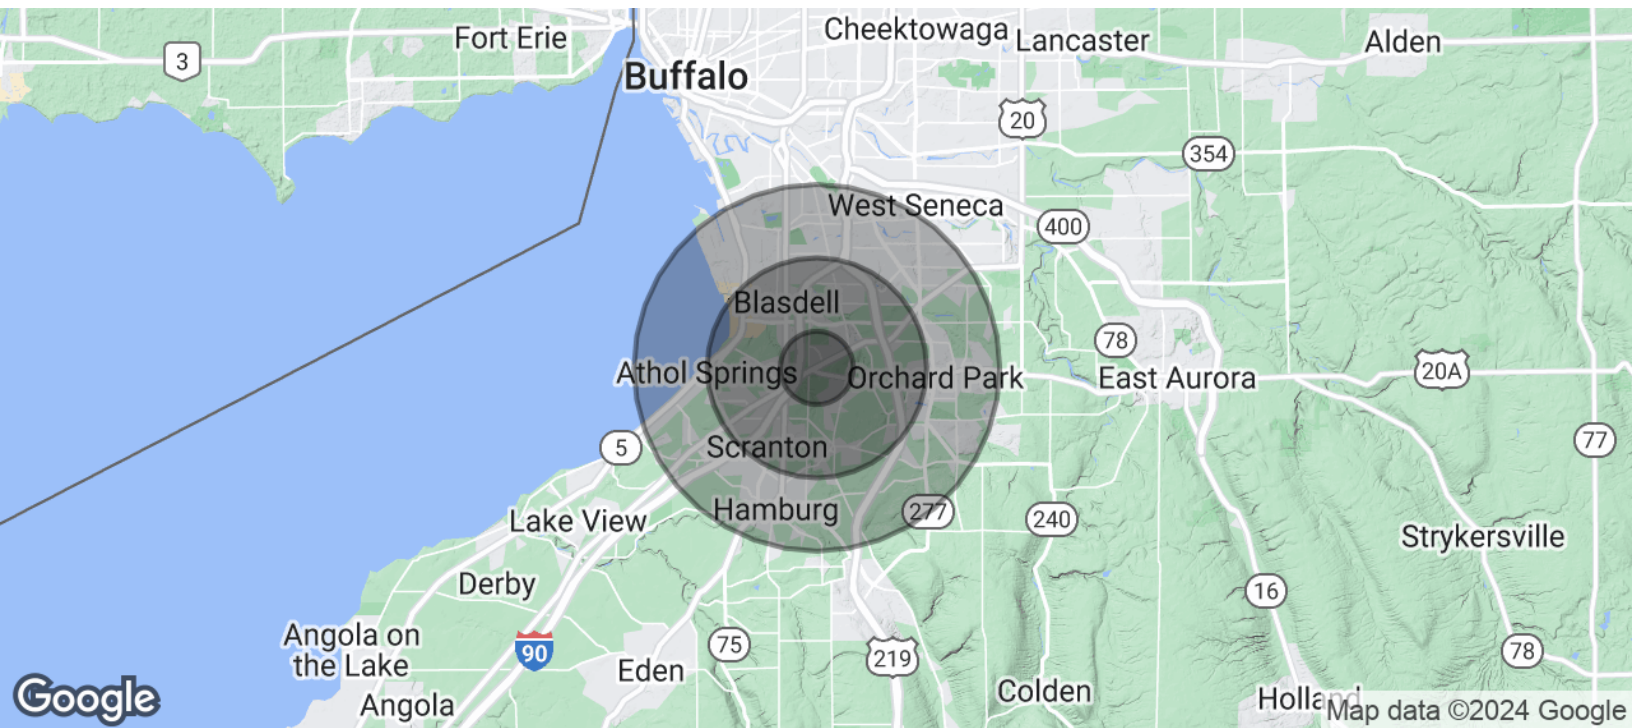 Fort Erie
Cheektowaga
Lancaster
Alden
3
Buffalo
20
354
West Seneca
400
Blasdell
78
Athol Springs
Orchard Park
East Aurora
20A
5
Scranton
77
Hamburg
277
240
Lake View
Strykersville
Derby
16
Angola on
the Lake
90
75
219
78
Eden
Colden
Angola
Holland
Google
Map data ©2024 Google